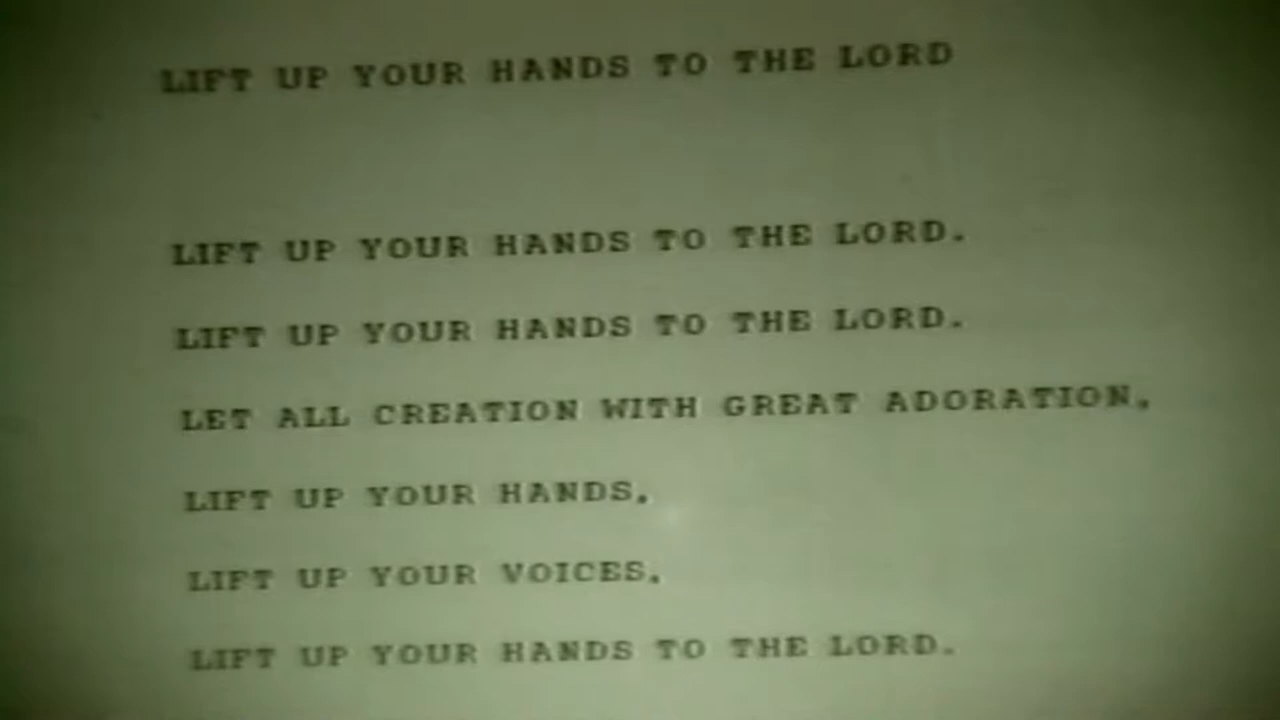 LIFT UP YOUR HANDS TO THE LORD
LIFT UP YOUR HANDS TO THE LORD.
LIFT UP YOUR HANDS TO THE LORD.
LET ALL CREATION WITH GREAT ADORATION,
LIFT UP YOUR HANDS,
LIFT UP YOUR VOICES,
LIFT UP YOUR HANDS TO THE LORD.